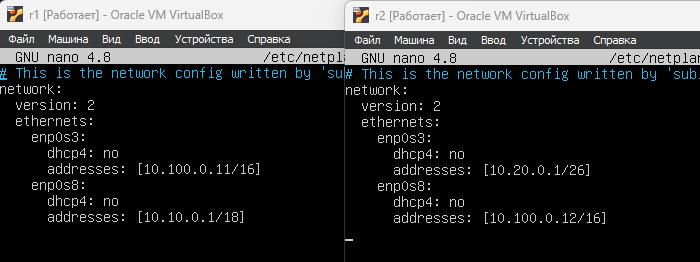 r1 [Работает] - Oracle VM VirtualBox
Файл Машина Вид Ввод Устройства Справка
GNU nano 4.8 /etc/netplan
# This is the network config written by 'sub
network:
version: 2
ethernets:
enp0s3:
dhcp4: no
addresses: [10.100.0.11/16]
enp0s8:
dhcp4: no
addresses: [10.10.0.1/18]
r2 [Работает] - Oracle VM VirtualBox
Файл Машина Вид Ввод Устройства Справка
GNU nano 4.8 /etc/netpla
# This is the network config written by 'sub
network:
version: 2
ethernets:
enp0s3:
dhcp4: no
addresses: [10.20.0.1/26]
enp0s8:
dhcp4: no
addresses: [10.100.0.12/16]